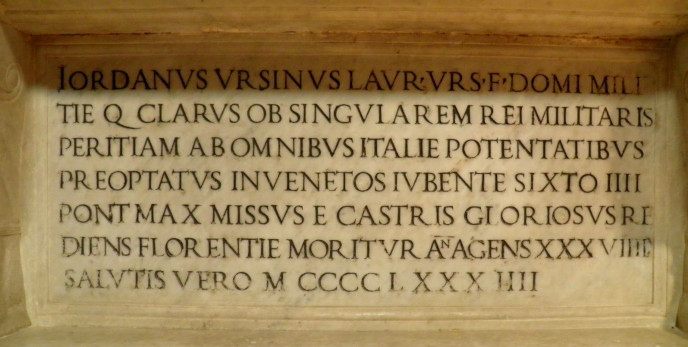 IORDANVS VRSINVS LAVR·VRS·F·DOMI MILI
TIE Q CLARVS OB SINGVLAREM REI MILITARIS
PERITIAM AB OMNIBVS ITALIE POTENTATIBVS
PREOPTATVS IN VENETOS IVBENTE SIXTO IIII
PONT MAX MISSVS E CASTRIS GLORIOSVS RE
DIENS FLORENTIE MORITVR AN̄ AGENS XXXVIIII
SALVTIS VERO M CCCC LXXXIIII